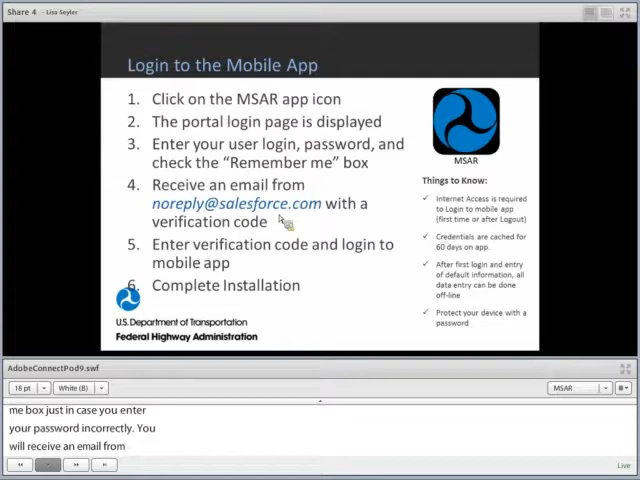 Share 4 - Lisa Seyler
Login to the Mobile App
1. Click on the MSAR app icon
2. The portal login page is displayed
3. Enter your user login, password, and
check the “Remember me” box
4. Receive an email from
noreply@salesforce.com with a
verification code
5. Enter verification code and login to
mobile app
6. Complete Installation
MSAR
Things to Know:
✓ Internet Access is required
to Login to mobile app
(first time or after Logout)
✓ Credentials are cached for
60 days on app.
✓ After first login and entry
of default information, all
data entry can be done
off-line
✓ Protect your device with a
password
U.S. Department of Transportation
Federal Highway Administration
AdobeConnectPod9.swf
18 pt
White (B)
MSAR
me box just in case you enter
your password incorrectly. You
will receive an email from
Live